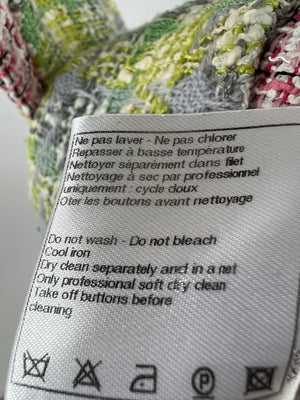 Ne pas laver - Ne pas chlorer
Repasser à basse température
Nettoyer séparément dans filet
Nettoyage à sec par professionnel
uniquement : cycle doux
Oter les boutons avant nettoyage
Do not wash - Do not bleach
Cool iron
Dry clean separately and in a net
Only professional soft dry clean
Take off buttons before
cleaning
P